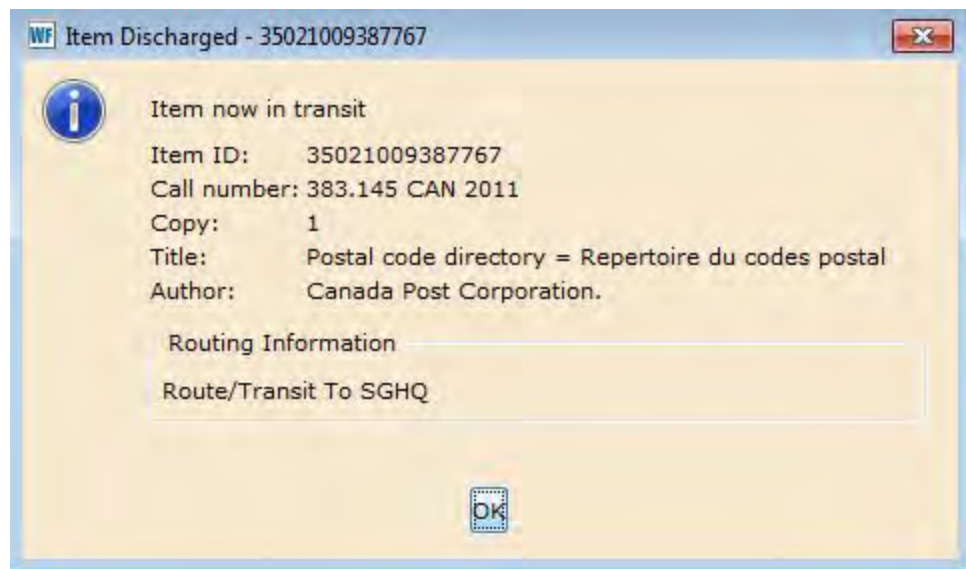 WF Item Discharged - 35021009387767
Item now in transit
Item ID: 35021009387767
Call number: 383.145 CAN 2011
Copy: 1
Title: Postal code directory = Repertoire du codes postal
Author: Canada Post Corporation.
Routing Information
Route/Transit To SGHQ
OK